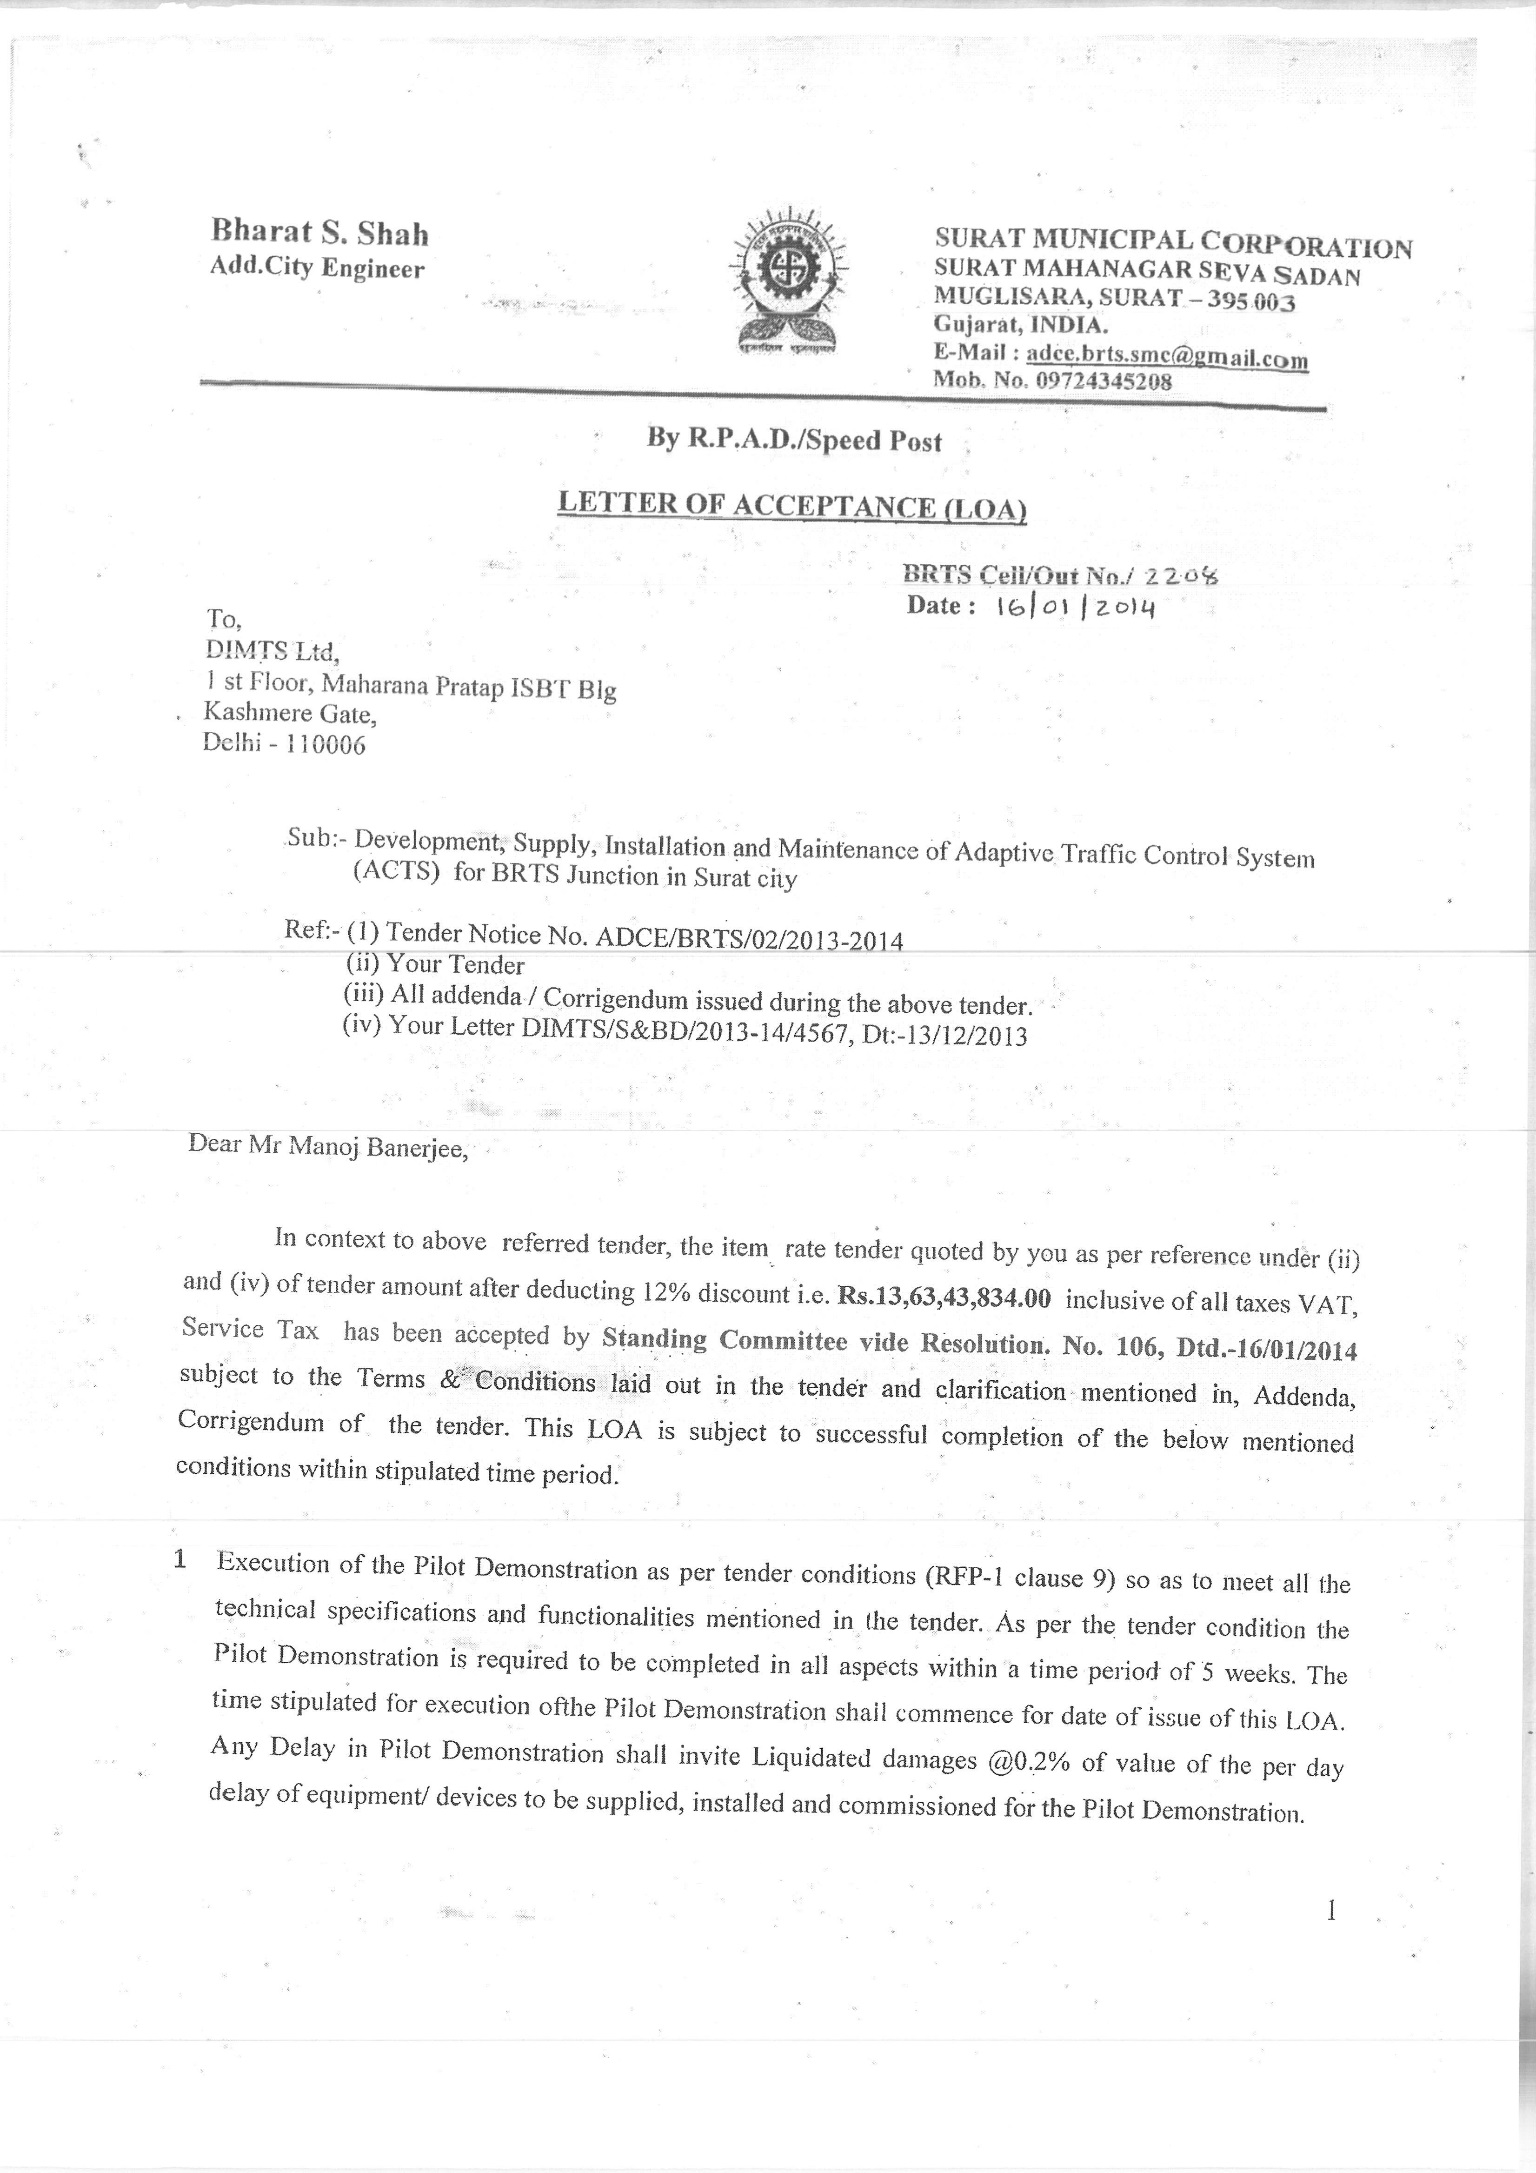 Bharat S. Shah
Add.City Engineer
SURAT MUNICIPAL CORPORATION
SURAT MAHANAGAR SEVA SADAN
MUGLISARA, SURAT – 395 003
Gujarat, INDIA.
E-Mail : adce.brts.smc@gmail.com
Mob. No. 09724345208
By R.P.A.D./Speed Post
LETTER OF ACCEPTANCE (LOA)
BRTS Cell/Out No./ 2208
Date : 16/01/2014
To,
DIMTS Ltd,
1 st Floor, Maharana Pratap ISBT Blg
Kashmere Gate,
Delhi - 110006
Sub:- Development, Supply, Installation and Maintenance of Adaptive Traffic Control System
(ACTS) for BRTS Junction in Surat city
Ref:- (1) Tender Notice No. ADCE/BRTS/02/2013-2014
(ii) Your Tender
(iii) All addenda / Corrigendum issued during the above tender.
(iv) Your Letter DIMTS/S&BD/2013-14/4567, Dt:-13/12/2013
Dear Mr Manoj Banerjee,
In context to above referred tender, the item rate tender quoted by you as per reference under (ii)
and (iv) of tender amount after deducting 12% discount i.e. Rs.13,63,43,834.00 inclusive of all taxes VAT,
Service Tax has been accepted by Standing Committee vide Resolution. No. 106, Dtd.-16/01/2014
subject to the Terms & Conditions laid out in the tender and clarification mentioned in, Addenda,
Corrigendum of the tender. This LOA is subject to successful completion of the below mentioned
conditions within stipulated time period.
1 Execution of the Pilot Demonstration as per tender conditions (RFP-1 clause 9) so as to meet all the
technical specifications and functionalities mentioned in the tender. As per the tender condition the
Pilot Demonstration is required to be completed in all aspects within a time period of 5 weeks. The
time stipulated for execution ofthe Pilot Demonstration shall commence for date of issue of this LOA.
Any Delay in Pilot Demonstration shall invite Liquidated damages @0.2% of value of the per day
delay of equipment/ devices to be supplied, installed and commissioned for the Pilot Demonstration.
1